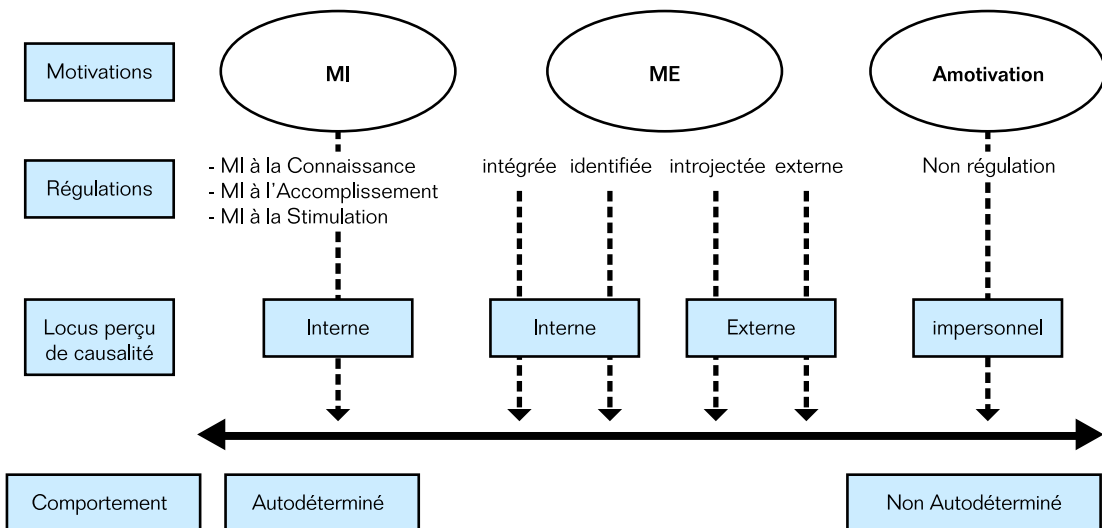 Motivations
MI
ME
Amotivation
Régulations
- MI à la Connaissance
- MI à l'Accomplissement
- MI à la Stimulation
intégrée identifiée introjectée externe
Non régulation
Locus perçu
de causalité
Interne
Interne
Externe
impersonnel
Comportement
Autodéterminé
Non Autodéterminé